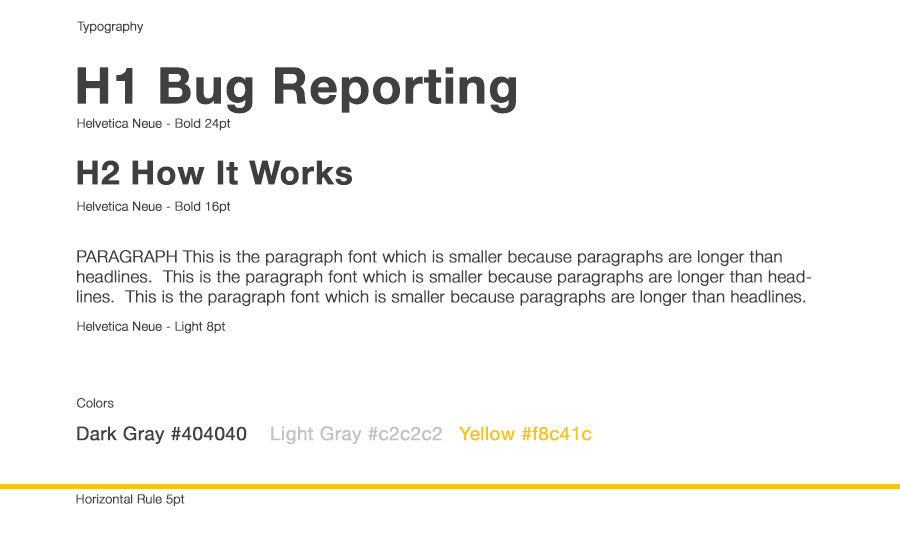 Typography
H1 Bug Reporting
Helvetica Neue - Bold 24pt
H2 How It Works
Helvetica Neue - Bold 16pt
PARAGRAPH This is the paragraph font which is smaller because paragraphs are longer than
headlines.  This is the paragraph font which is smaller because paragraphs are longer than head-
lines.  This is the paragraph font which is smaller because paragraphs are longer than headlines.
Helvetica Neue - Light 8pt
Colors
Dark Gray #404040 Light Gray #c2c2c2 Yellow #f8c41c
Horizontal Rule 5pt